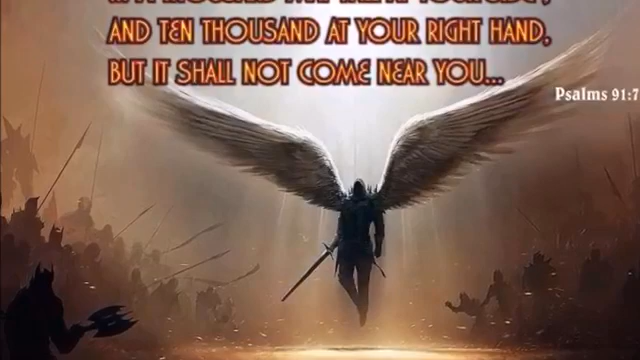 AND TEN THOUSAND AT YOUR RIGHT HAND,
BUT IT SHALL NOT COME NEAR YOU...
Psalms 91:7